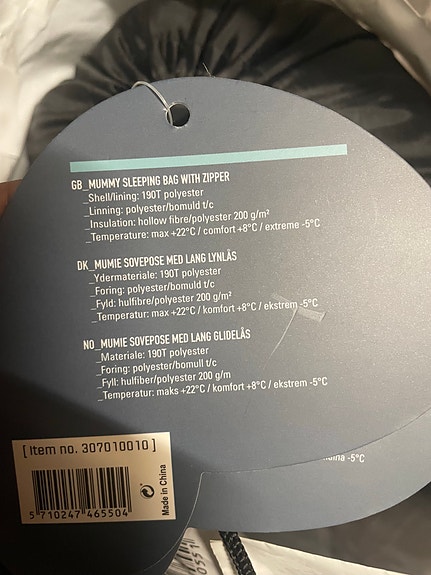 GB_MUMMY SLEEPING BAG WITH ZIPPER
_Shell/lining: 190T polyester
_Linning: polyester/bomuld t/c
_Insulation: hollow fibre/polyester 200 g/m²
_Temperature: max +22°C / comfort +8°C / extreme -5°C
DK_MUMIE SOVEPOSE MED LANG LYNLÅS
_Ydermateriale: 190T polyester
_Foring: polyester/bomuld t/c
_Fyld: hulfibre/polyester 200 g/m²
_Temperatur: max +22°C / komfort +8°C / ekstrem -5°C
NO_MUMIE SOVEPOSE MED LANG GLIDELÅS
_Materiale: 190T polyester
_Foring: polyester/bomull t/c
_Fyll: hulfiber/polyester 200 g/m
_Temperatur: maks +22°C / komfort +8°C / ekstrem -5°C
-5°C
[ Item no. 307010010 ]
5 710247 465504
Made in China